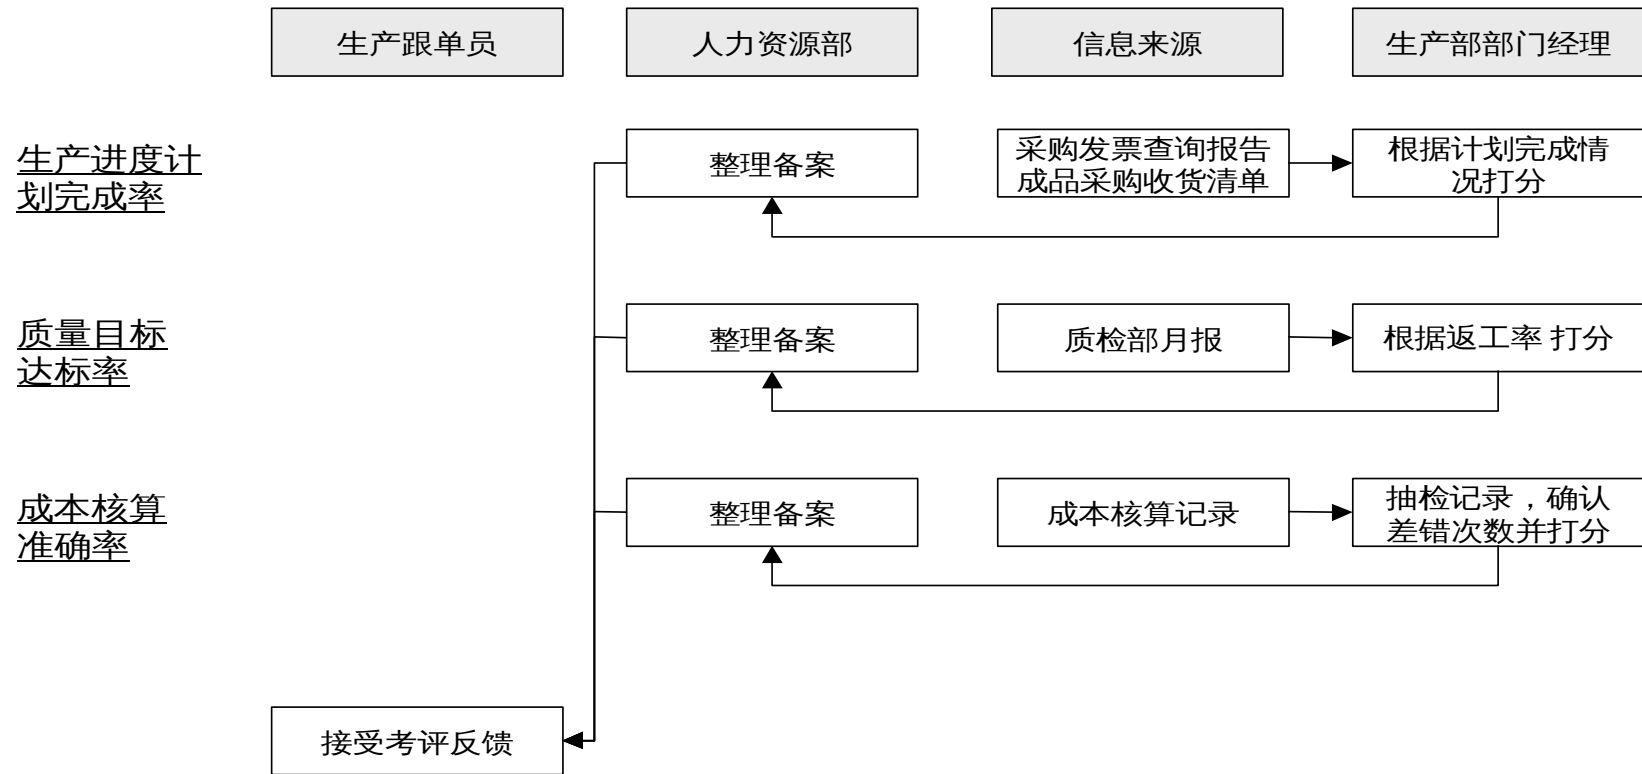 生产跟单员
人力资源部
信息来源
生产部部门经理
生产进度计
划完成率
整理备案
采购发票查询报告
成品采购收货清单
根据计划完成情
况打分
质量目标
达标率
整理备案
质检部月报
根据返工率 打分
成本核算
准确率
整理备案
成本核算记录
抽检记录，确认
差错次数并打分
接受考评反馈